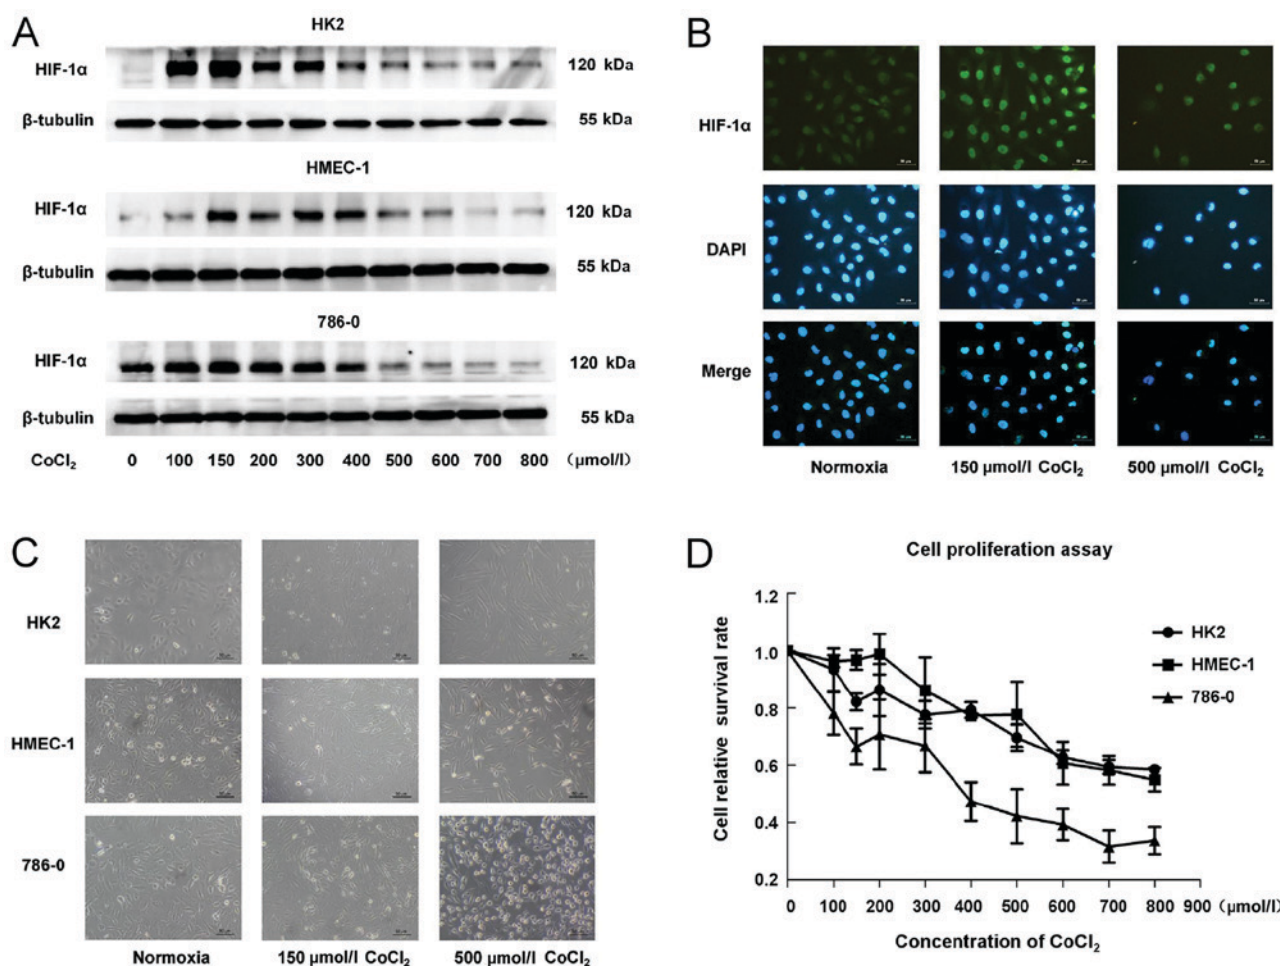 A
HK2
HIF-1α
120 kDa
β-tubulin
55 kDa
HMEC-1
HIF-1α
120 kDa
β-tubulin
55 kDa
786-0
HIF-1α
120 kDa
β-tubulin
55 kDa
CoCl₂ 0 100 150 200 300 400 500 600 700 800 (μmol/l)
B
HIF-1α
DAPI
Merge
Normoxia 150 μmol/l CoCl₂ 500 μmol/l CoCl₂
C
HK2
HMEC-1
786-0
Normoxia 150 μmol/l CoCl₂ 500 μmol/l CoCl₂
D
Cell proliferation assay
Cell relative survival rate
1.2
1.0
0.8
0.6
0.4
0.2
HK2
HMEC-1
786-0
0 100 200 300 400 500 600 700 800 900 (μmol/l)
Concentration of CoCl₂